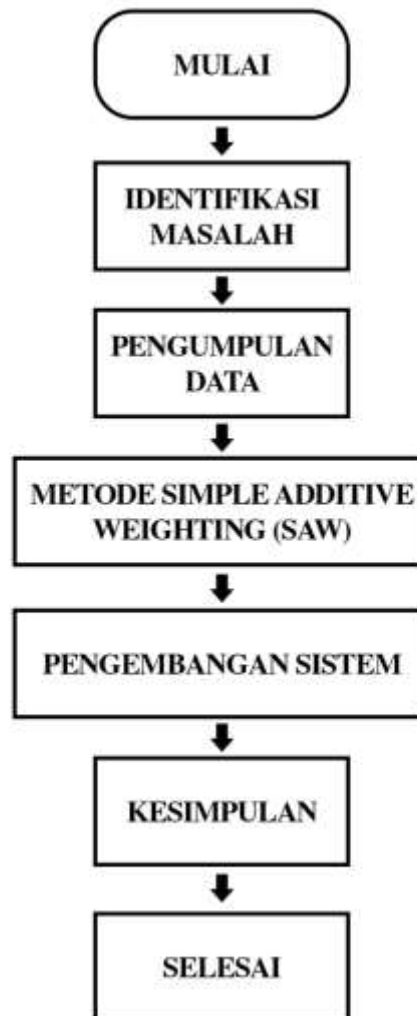 MULAI
IDENTIFIKASI
MASALAH
PENGUMPULAN
DATA
METODE SIMPLE ADDITIVE
WEIGHTING (SAW)
PENGEMBANGAN SISTEM
KESIMPULAN
SELESAI